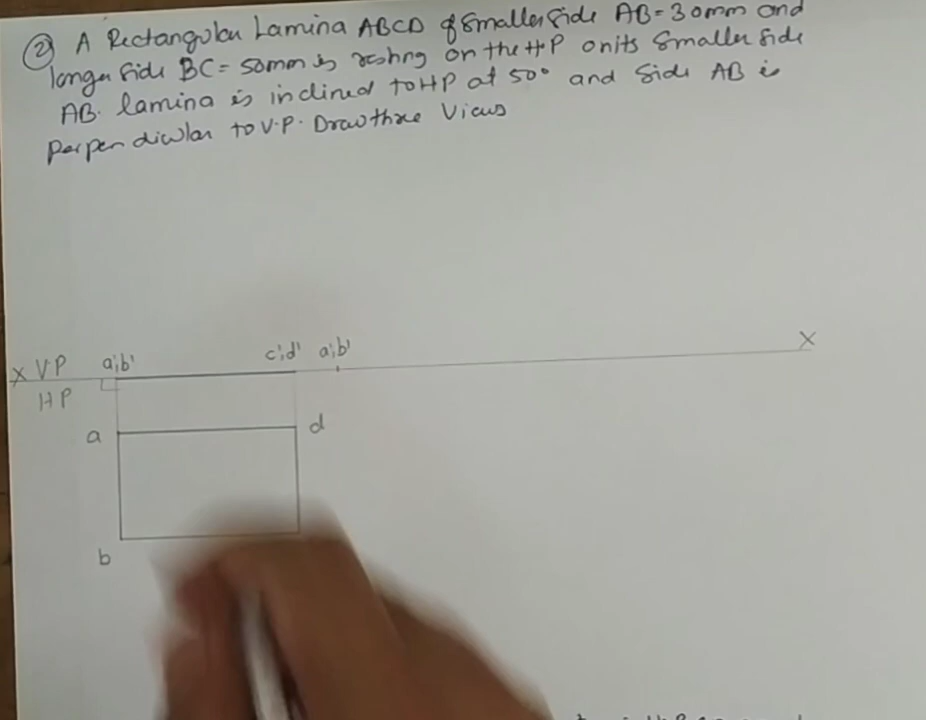 ② A Rectangular Lamina ABCD of smaller side AB=30mm and
longer side BC=50mm is resting on the HP on its smaller side
AB. lamina is inclined to HP at 50° and side AB is
perpendicular to V.P. Draw three Views
X VP a',b' c',d' a',b' X
HP
a d
b